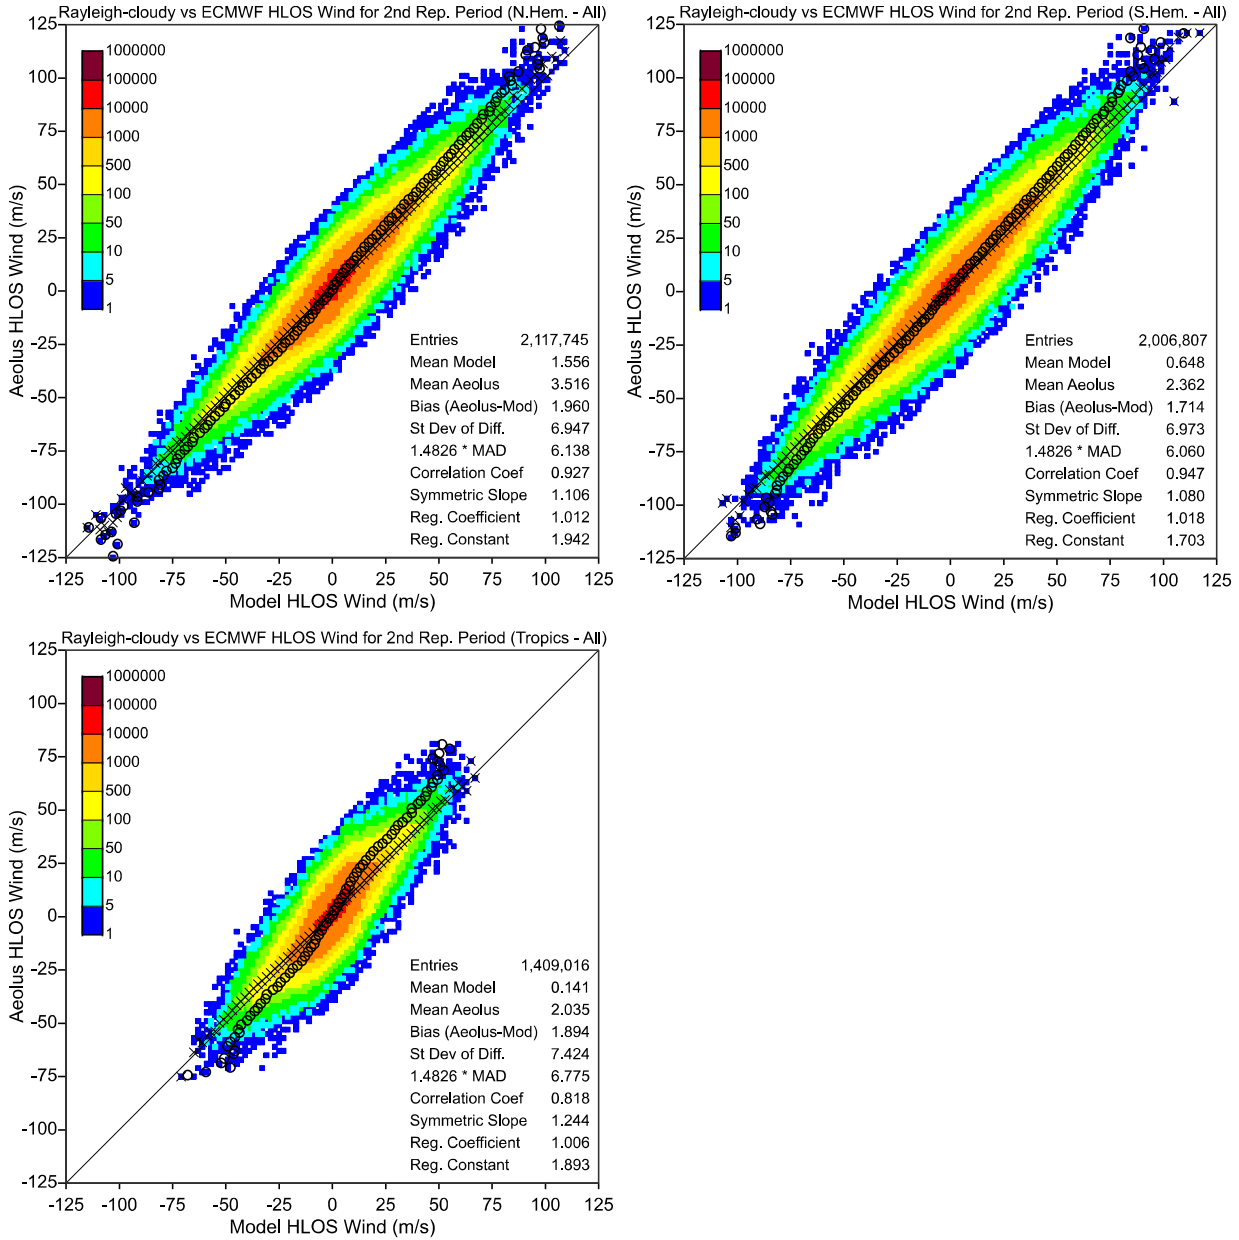 Rayleigh-cloudy vs ECMWF HLOS Wind for 2nd Rep. Period (N.Hem. - All)
125
100
75
50
25
0
-25
-50
-75
-100
-125
Aeolus HLOS Wind (m/s)
1000000
100000
10000
1000
500
100
50
10
5
1
Entries 2,117,745
Mean Model 1.556
Mean Aeolus 3.516
Bias (Aeolus-Mod) 1.960
St Dev of Diff. 6.947
1.4826 * MAD 6.138
Correlation Coef 0.927
Symmetric Slope 1.106
Reg. Coefficient 1.012
Reg. Constant 1.942
-125 -100 -75 -50 -25 0 25 50 75 100 125
Model HLOS Wind (m/s)
Rayleigh-cloudy vs ECMWF HLOS Wind for 2nd Rep. Period (S.Hem. - All)
125
100
75
50
25
0
-25
-50
-75
-100
-125
Aeolus HLOS Wind (m/s)
1000000
100000
10000
1000
500
100
50
10
5
1
Entries 2,006,807
Mean Model 0.648
Mean Aeolus 2.362
Bias (Aeolus-Mod) 1.714
St Dev of Diff. 6.973
1.4826 * MAD 6.060
Correlation Coef 0.947
Symmetric Slope 1.080
Reg. Coefficient 1.018
Reg. Constant 1.703
-125 -100 -75 -50 -25 0 25 50 75 100 125
Model HLOS Wind (m/s)
Rayleigh-cloudy vs ECMWF HLOS Wind for 2nd Rep. Period (Tropics - All)
125
100
75
50
25
0
-25
-50
-75
-100
-125
Aeolus HLOS Wind (m/s)
1000000
100000
10000
1000
500
100
50
10
5
1
Entries 1,409,016
Mean Model 0.141
Mean Aeolus 2.035
Bias (Aeolus-Mod) 1.894
St Dev of Diff. 7.424
1.4826 * MAD 6.775
Correlation Coef 0.818
Symmetric Slope 1.244
Reg. Coefficient 1.006
Reg. Constant 1.893
-125 -100 -75 -50 -25 0 25 50 75 100 125
Model HLOS Wind (m/s)